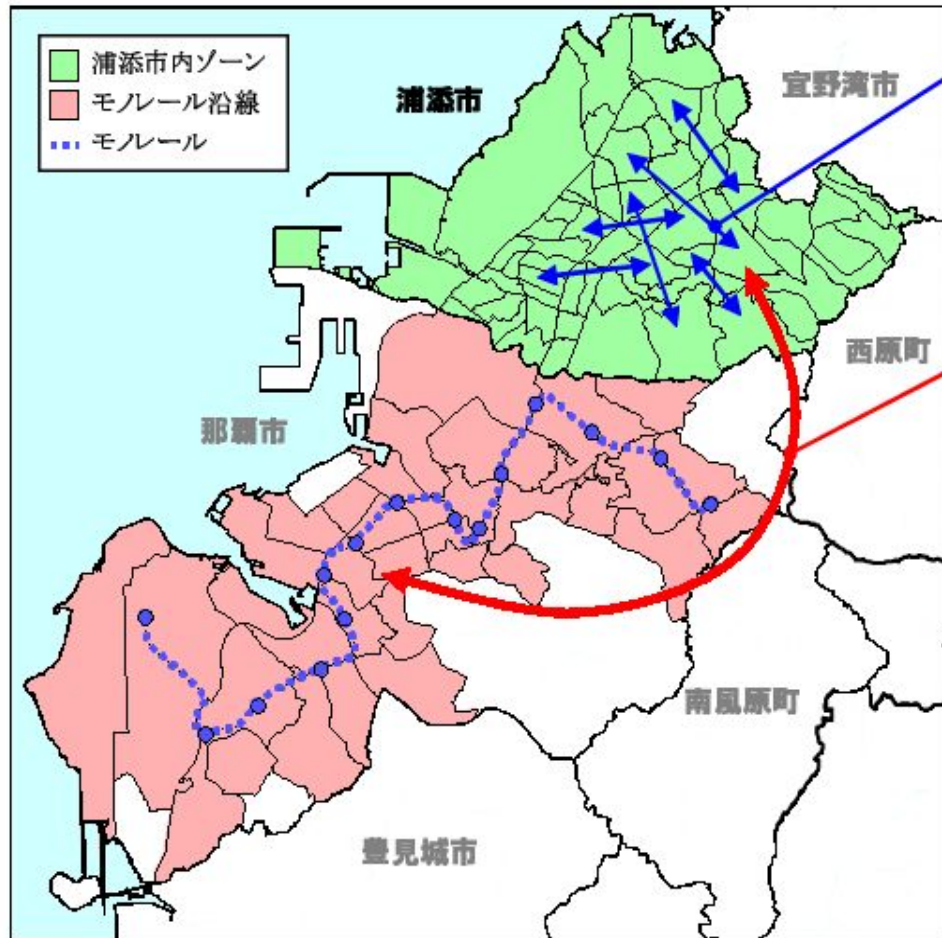 浦添市内ゾーン
モノレール沿線
モノレール
浦添市
宜野湾市
西原町
那覇市
南風原町
豊見城市